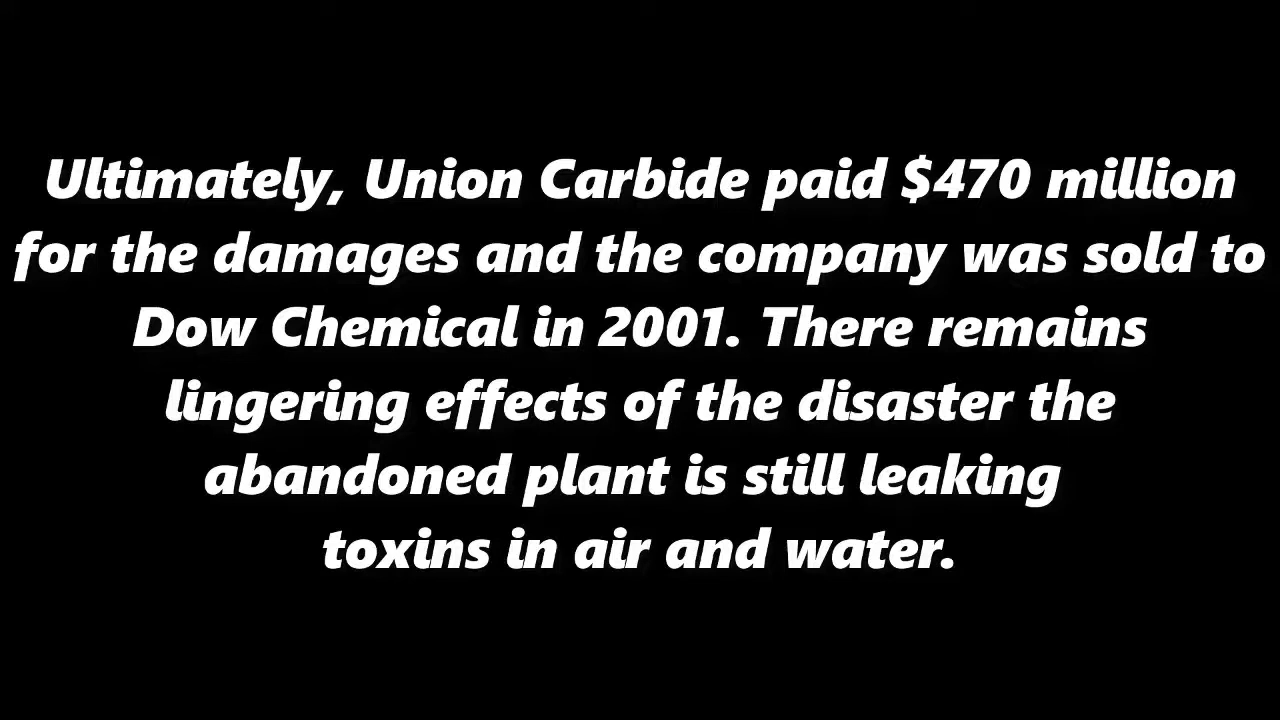 Ultimately, Union Carbide paid $470 million
for the damages and the company was sold to
Dow Chemical in 2001. There remains
lingering effects of the disaster the
abandoned plant is still leaking
toxins in air and water.